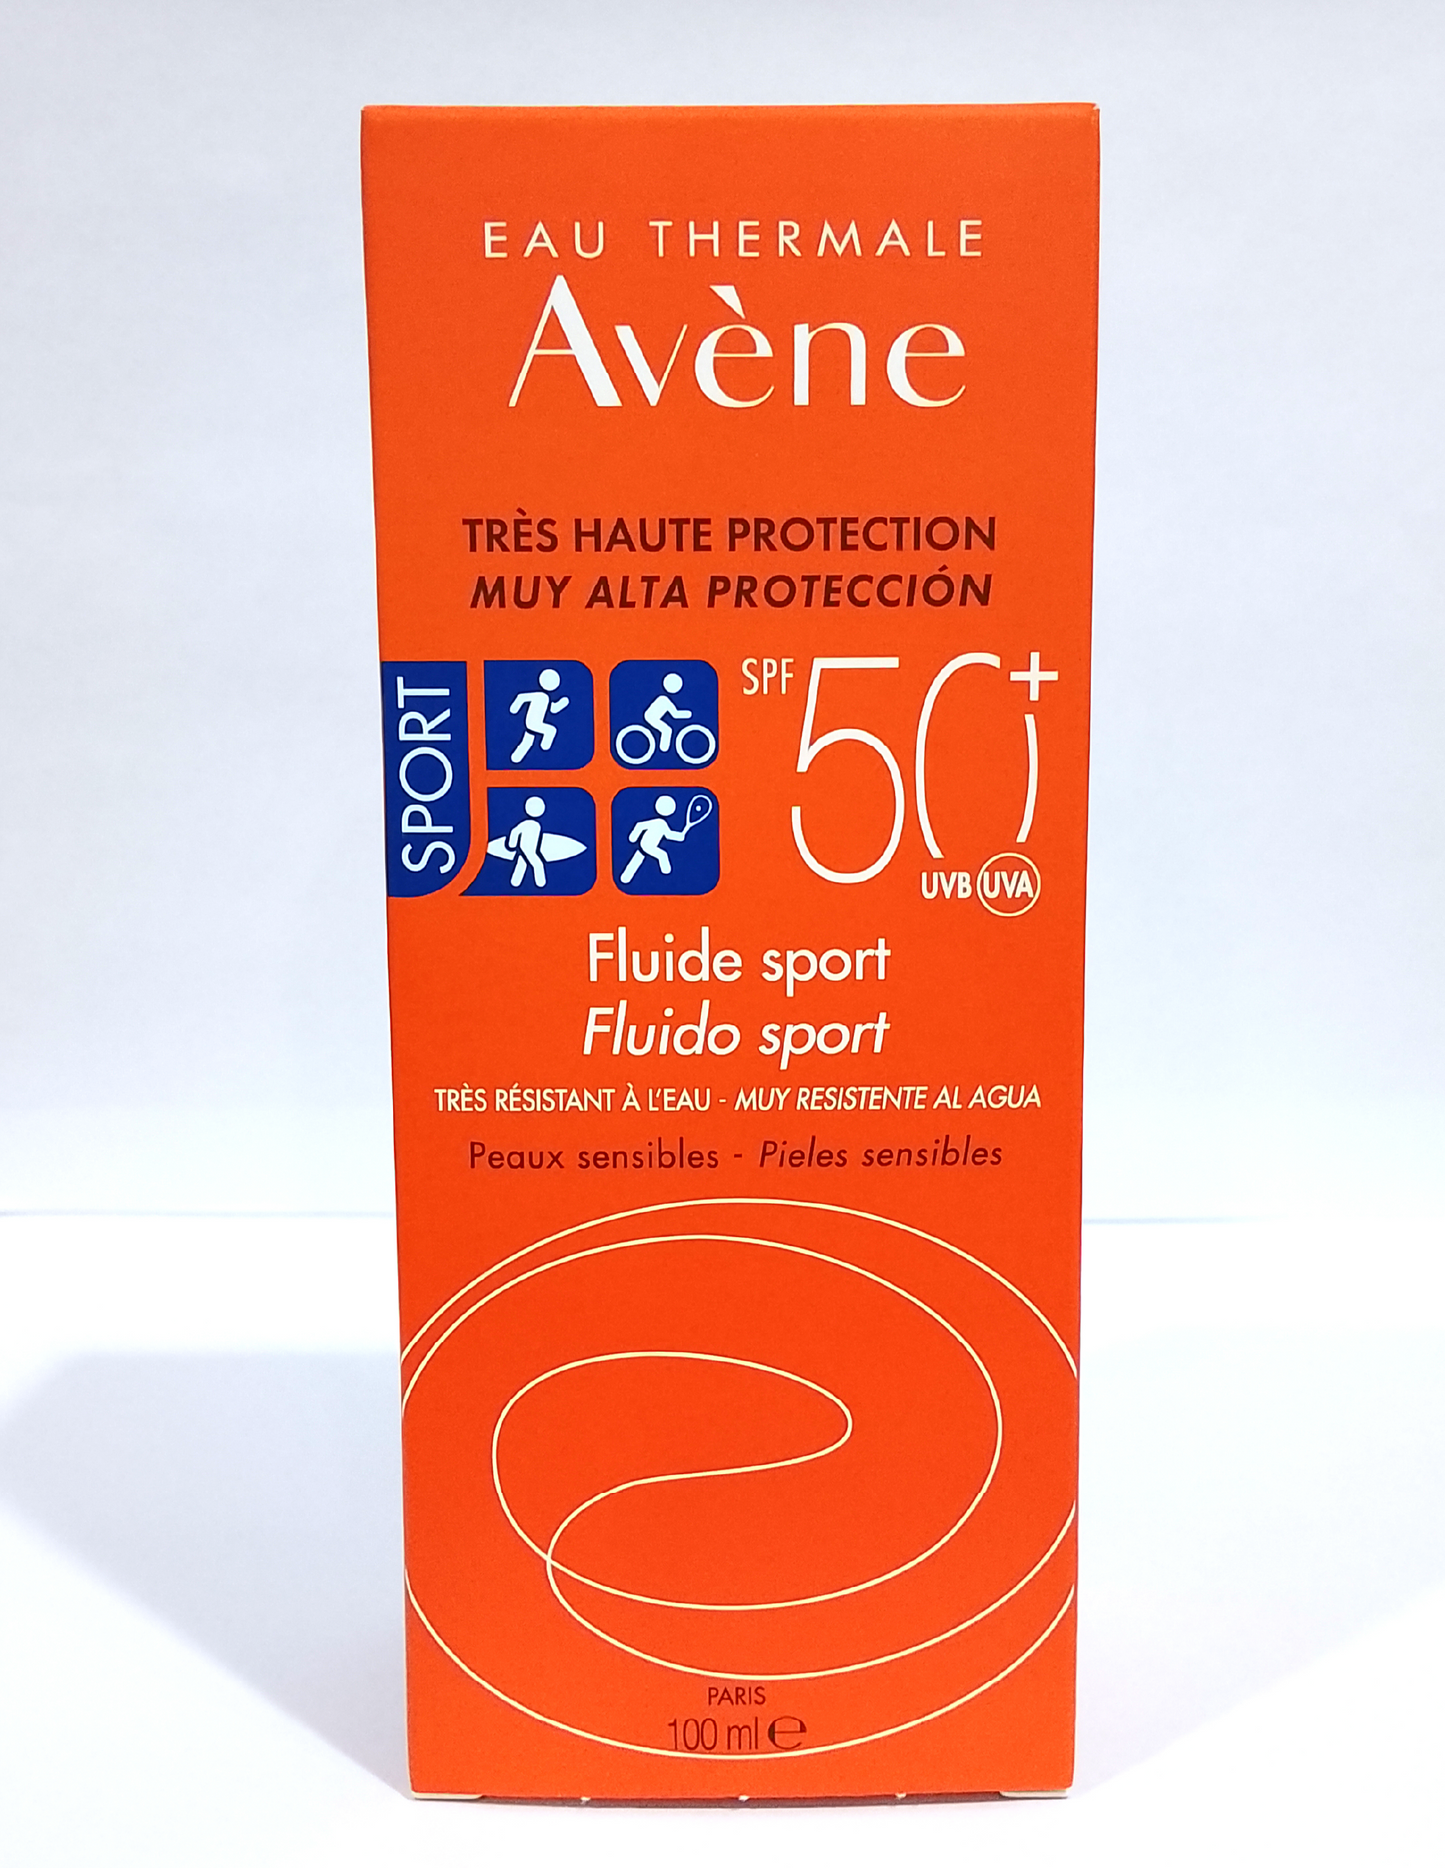 EAU THERMALE
Avène
TRÈS HAUTE PROTECTION
MUY ALTA PROTECCIÓN
SPORT
SPF 50+
UVB UVA
Fluide sport
Fluido sport
TRÈS RÉSISTANT À L'EAU - MUY RESISTENTE AL AGUA
Peaux sensibles - Pieles sensibles
PARIS
100 ml ℮